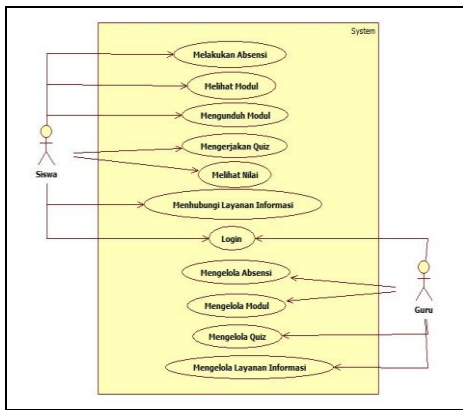 System
Melakukan Absensi
Melihat Modul
Mengunduh Modul
Mengerjakan Quiz
Siswa
Melihat Nilai
Menhubungi Layanan Informasi
Login
Mengelola Absensi
Mengelola Modul
Guru
Mengelola Quiz
Mengelola Layanan Informasi